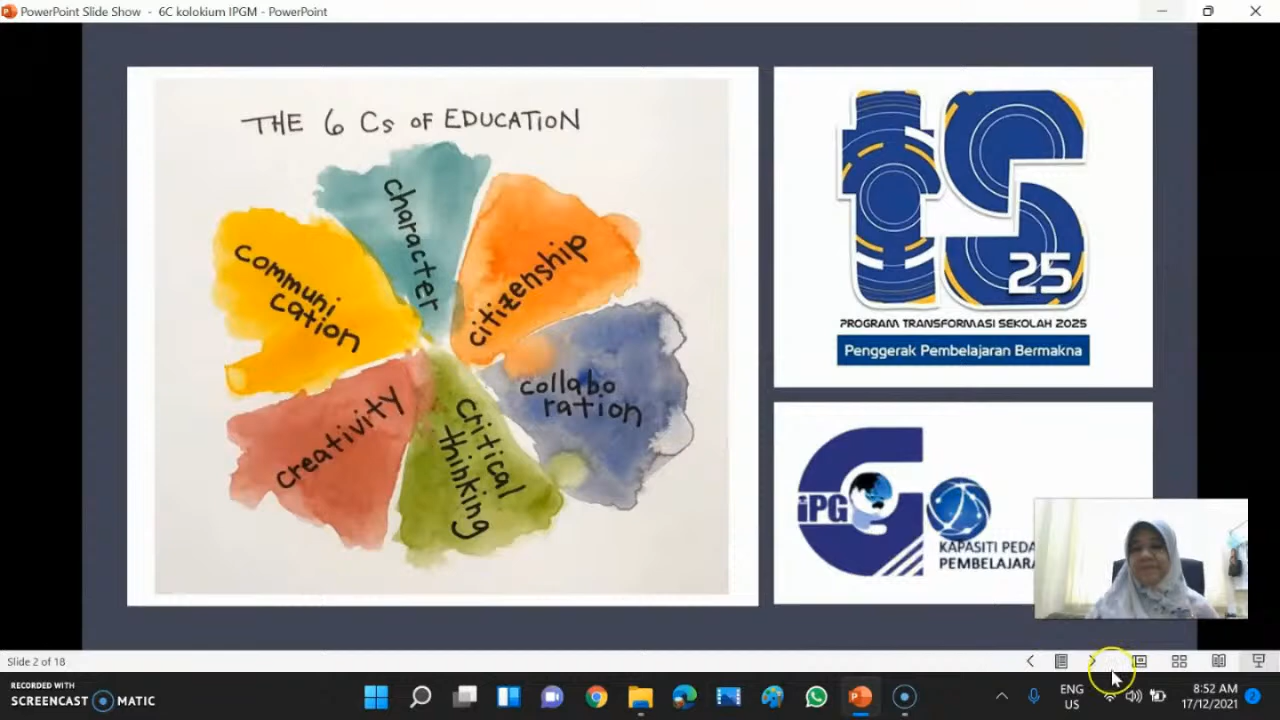 PowerPoint Slide Show - 6C kolokium IPGM - PowerPoint
THE 6 Cs OF EDUCATION
character
citizenship
communi
cation
collabo
ration
creativity
critical
thinking
tS
25
PROGRAM TRANSFORMASI SEKOLAH 2025
Penggerak Pembelajaran Bermakna
iPG
KAPASITI PEDA
PEMBELAJARA
Slide 2 of 18
RECORDED WITH
SCREENCAST MATIC
ENG
US
8:52 AM
17/12/2021
2